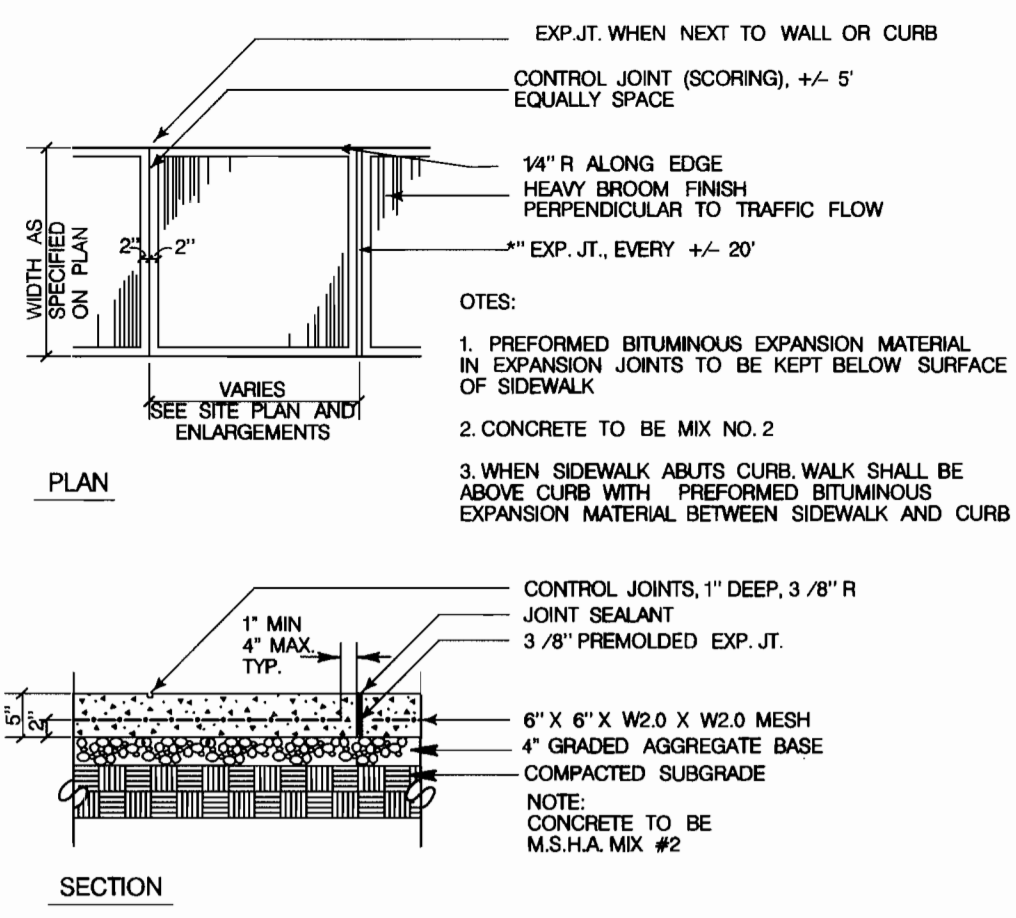 EXP.JT. WHEN NEXT TO WALL OR CURB
CONTROL JOINT (SCORING), +/- 5'
EQUALLY SPACE
1/4" R ALONG EDGE
HEAVY BROOM FINISH
PERPENDICULAR TO TRAFFIC FLOW
*" EXP. JT., EVERY +/- 20'
WIDTH AS
SPECIFIED
ON PLAN
2" 2"
VARIES
SEE SITE PLAN AND
ENLARGEMENTS
PLAN
OTES:
1. PREFORMED BITUMINOUS EXPANSION MATERIAL
IN EXPANSION JOINTS TO BE KEPT BELOW SURFACE
OF SIDEWALK
2. CONCRETE TO BE MIX NO. 2
3. WHEN SIDEWALK ABUTS CURB. WALK SHALL BE
ABOVE CURB WITH PREFORMED BITUMINOUS
EXPANSION MATERIAL BETWEEN SIDEWALK AND CURB
CONTROL JOINTS, 1" DEEP, 3 /8" R
JOINT SEALANT
3 /8" PREMOLDED EXP. JT.
1" MIN
4" MAX.
TYP.
5"
2"
6" X 6" X W2.0 X W2.0 MESH
4" GRADED AGGREGATE BASE
COMPACTED SUBGRADE
NOTE:
CONCRETE TO BE
M.S.H.A. MIX #2
SECTION